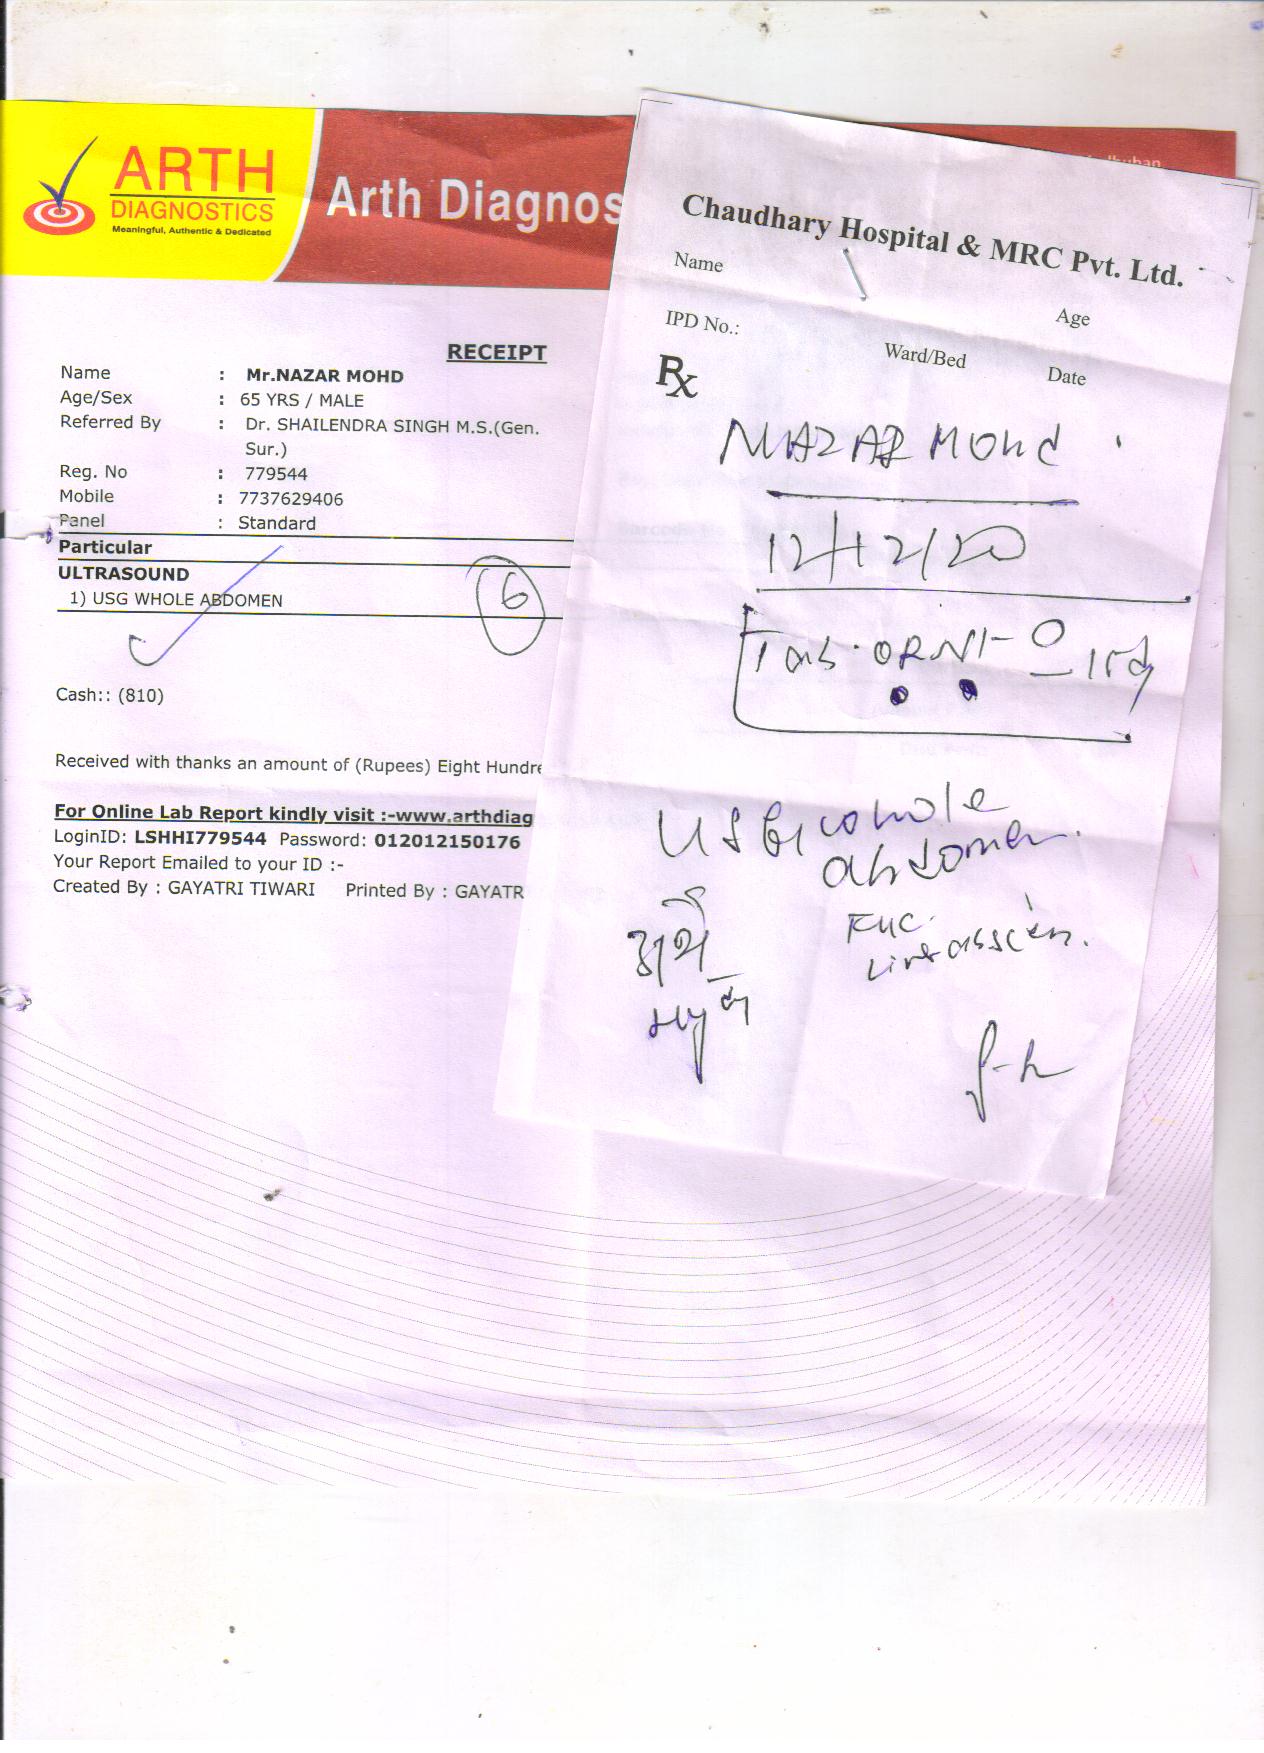 ARTH
DIAGNOSTICS
Meaningful, Authentic & Dedicated
Arth Diagnos
RECEIPT
Name : Mr.NAZAR MOHD
Age/Sex : 65 YRS / MALE
Referred By : Dr. SHAILENDRA SINGH M.S.(Gen.
Sur.)
Reg. No : 779544
Mobile : 7737629406
Panel : Standard
Particular
ULTRASOUND
1) USG WHOLE ABDOMEN
6
Cash:: (810)
Received with thanks an amount of (Rupees) Eight Hundre
For Online Lab Report kindly visit :-www.arthdiag
LoginID: LSHHI779544 Password: 012012150176
Your Report Emailed to your ID :-
Created By : GAYATRI TIWARI Printed By : GAYATR
Chaudhary Hospital & MRC Pvt. Ltd.
Name
Age
IPD No.:
Ward/Bed
Date
Rx
NAZAR MOHD
12/12/20
Tab. ORNI-O
USG whole
abdomen.
अर्थ